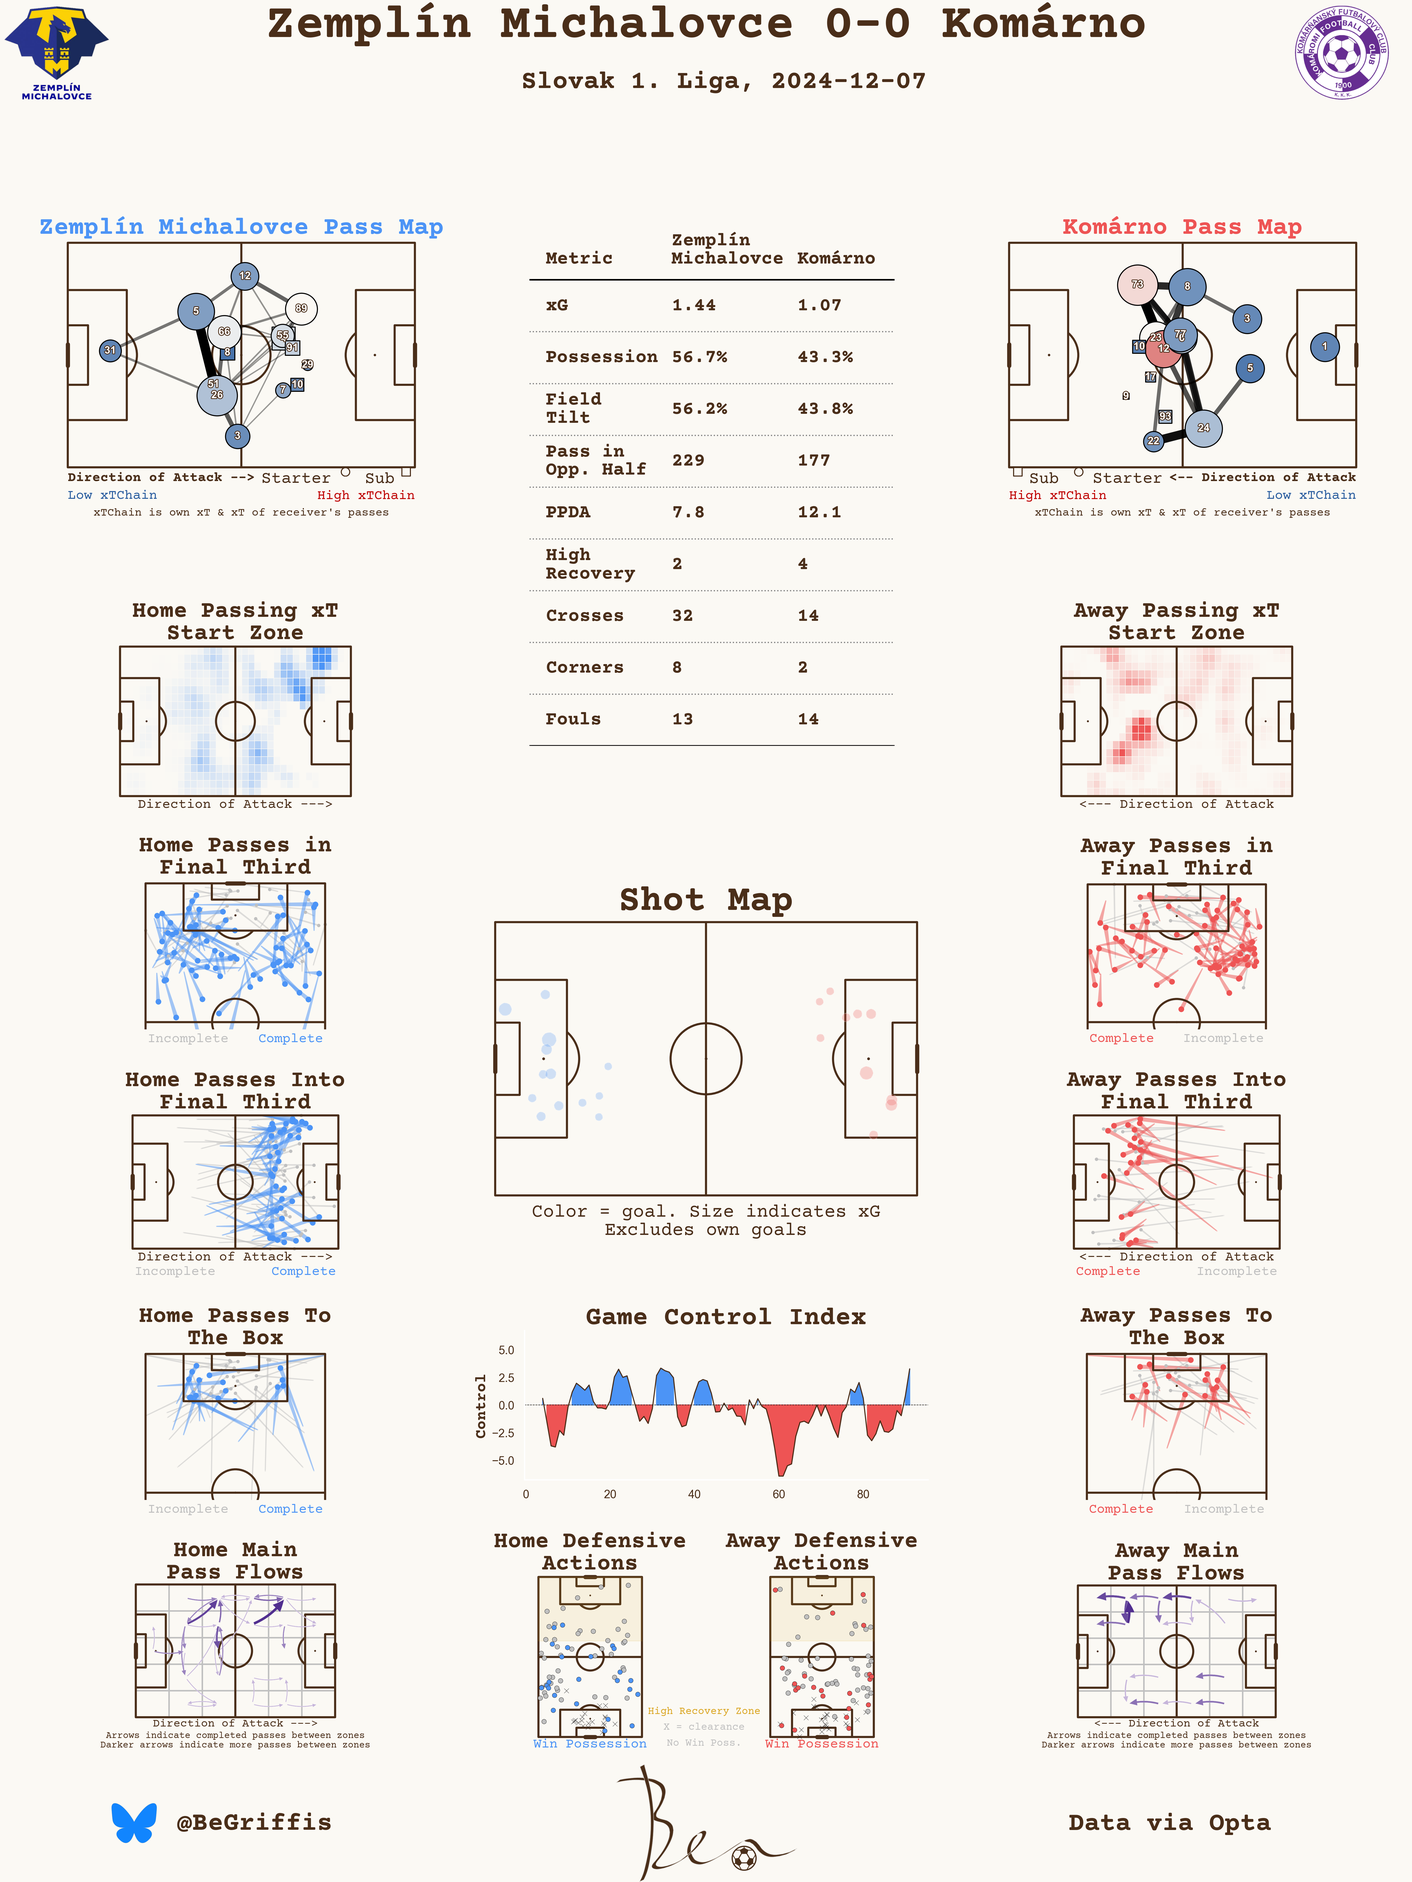 Zemplín Michalovce 0-0 Komárno
Slovak 1. Liga, 2024-12-07
ZEMPLÍN
MICHALOVCE
KOMÁRŇANSKÝ FUTBALOVÝ CLUB
KOMÁROMI FOOTBALL CLUB
1900
K.K.K.
Zemplín Michalovce Pass Map
12
5
89
66
55
91
8
31
29
51
26
10
7
3
Direction of Attack --> Starter Sub
Low xTChain High xTChain
xTChain is own xT & xT of receiver's passes
Metric Zemplín Michalovce Komárno
xG 1.44 1.07
Possession 56.7% 43.3%
Field Tilt 56.2% 43.8%
Pass in Opp. Half 229 177
PPDA 7.8 12.1
High Recovery 2 4
Crosses 32 14
Corners 8 2
Fouls 13 14
Komárno Pass Map
73
8
3
23
77
10
12
1
5
17
9
93
24
22
Sub Starter <-- Direction of Attack
High xTChain Low xTChain
xTChain is own xT & xT of receiver's passes
Home Passing xT
Start Zone
Direction of Attack --->
Away Passing xT
Start Zone
<--- Direction of Attack
Home Passes in
Final Third
Incomplete Complete
Away Passes in
Final Third
Complete Incomplete
Shot Map
Color = goal. Size indicates xG
Excludes own goals
Home Passes Into
Final Third
Direction of Attack --->
Incomplete Complete
Away Passes Into
Final Third
<--- Direction of Attack
Complete Incomplete
Home Passes To
The Box
Incomplete Complete
Game Control Index
Control
5.0
2.5
0.0
−2.5
−5.0
0 20 40 60 80
Away Passes To
The Box
Complete Incomplete
Home Main
Pass Flows
Direction of Attack --->
Arrows indicate completed passes between zones
Darker arrows indicate more passes between zones
Home Defensive
Actions
Win Possession
High Recovery Zone
X = clearance
No Win Poss.
Away Defensive
Actions
Win Possession
Away Main
Pass Flows
<--- Direction of Attack
Arrows indicate completed passes between zones
Darker arrows indicate more passes between zones
@BeGriffis
Ben
Data via Opta